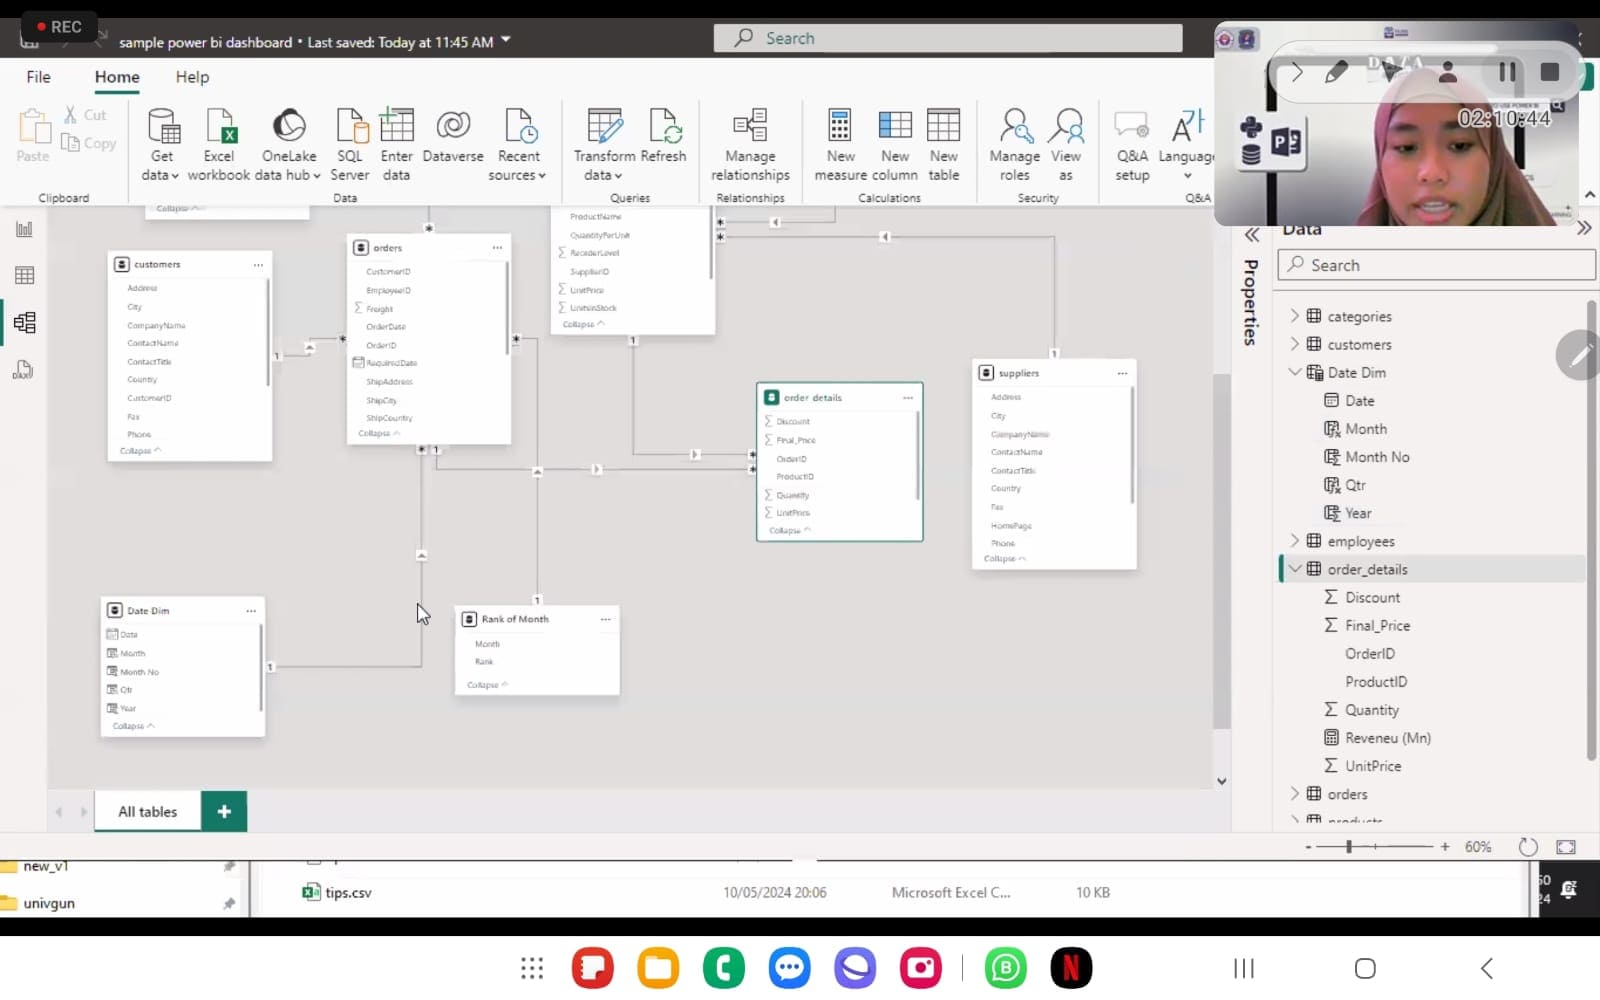 REC
sample power bi dashboard • Last saved: Today at 11:45 AM
Search
File Home Help
DATA
02:10:44
Paste Cut Copy
Get data Excel workbook OneLake data hub SQL Server Enter data Dataverse Recent sources
Transform data Refresh Manage relationships New measure New column New table
Manage roles View as Q&A setup Language
Clipboard Data Queries Relationships Calculations Security Q&A
Collapse
ProductName
QuantityPerUnit
ReorderLevel
SupplierID
UnitPrice
UnitsInStock
Collapse
customers
Address
City
CompanyName
ContactName
ContactTitle
Country
CustomerID
Fax
Phone
Collapse
orders
CustomerID
EmployeeID
Freight
OrderDate
OrderID
RequiredDate
ShipAddress
ShipCity
ShipCountry
Collapse
order details
Discount
Final_Price
OrderID
ProductID
Quantity
UnitPrice
Collapse
suppliers
Address
City
CompanyName
ContactName
ContactTitle
Country
Fax
HomePage
Phone
Collapse
Date Dim
Date
Month
Month No
Qtr
Year
Collapse
Rank of Month
Month
Rank
Collapse
Properties
Data
Search
categories
customers
Date Dim
Date
Month
Month No
Qtr
Year
employees
order_details
Discount
Final_Price
OrderID
ProductID
Quantity
Reveneu (Mn)
UnitPrice
orders
products
All tables
60%
new_v1
univgun
tips.csv 10/05/2024 20:06 Microsoft Excel C... 10 KB